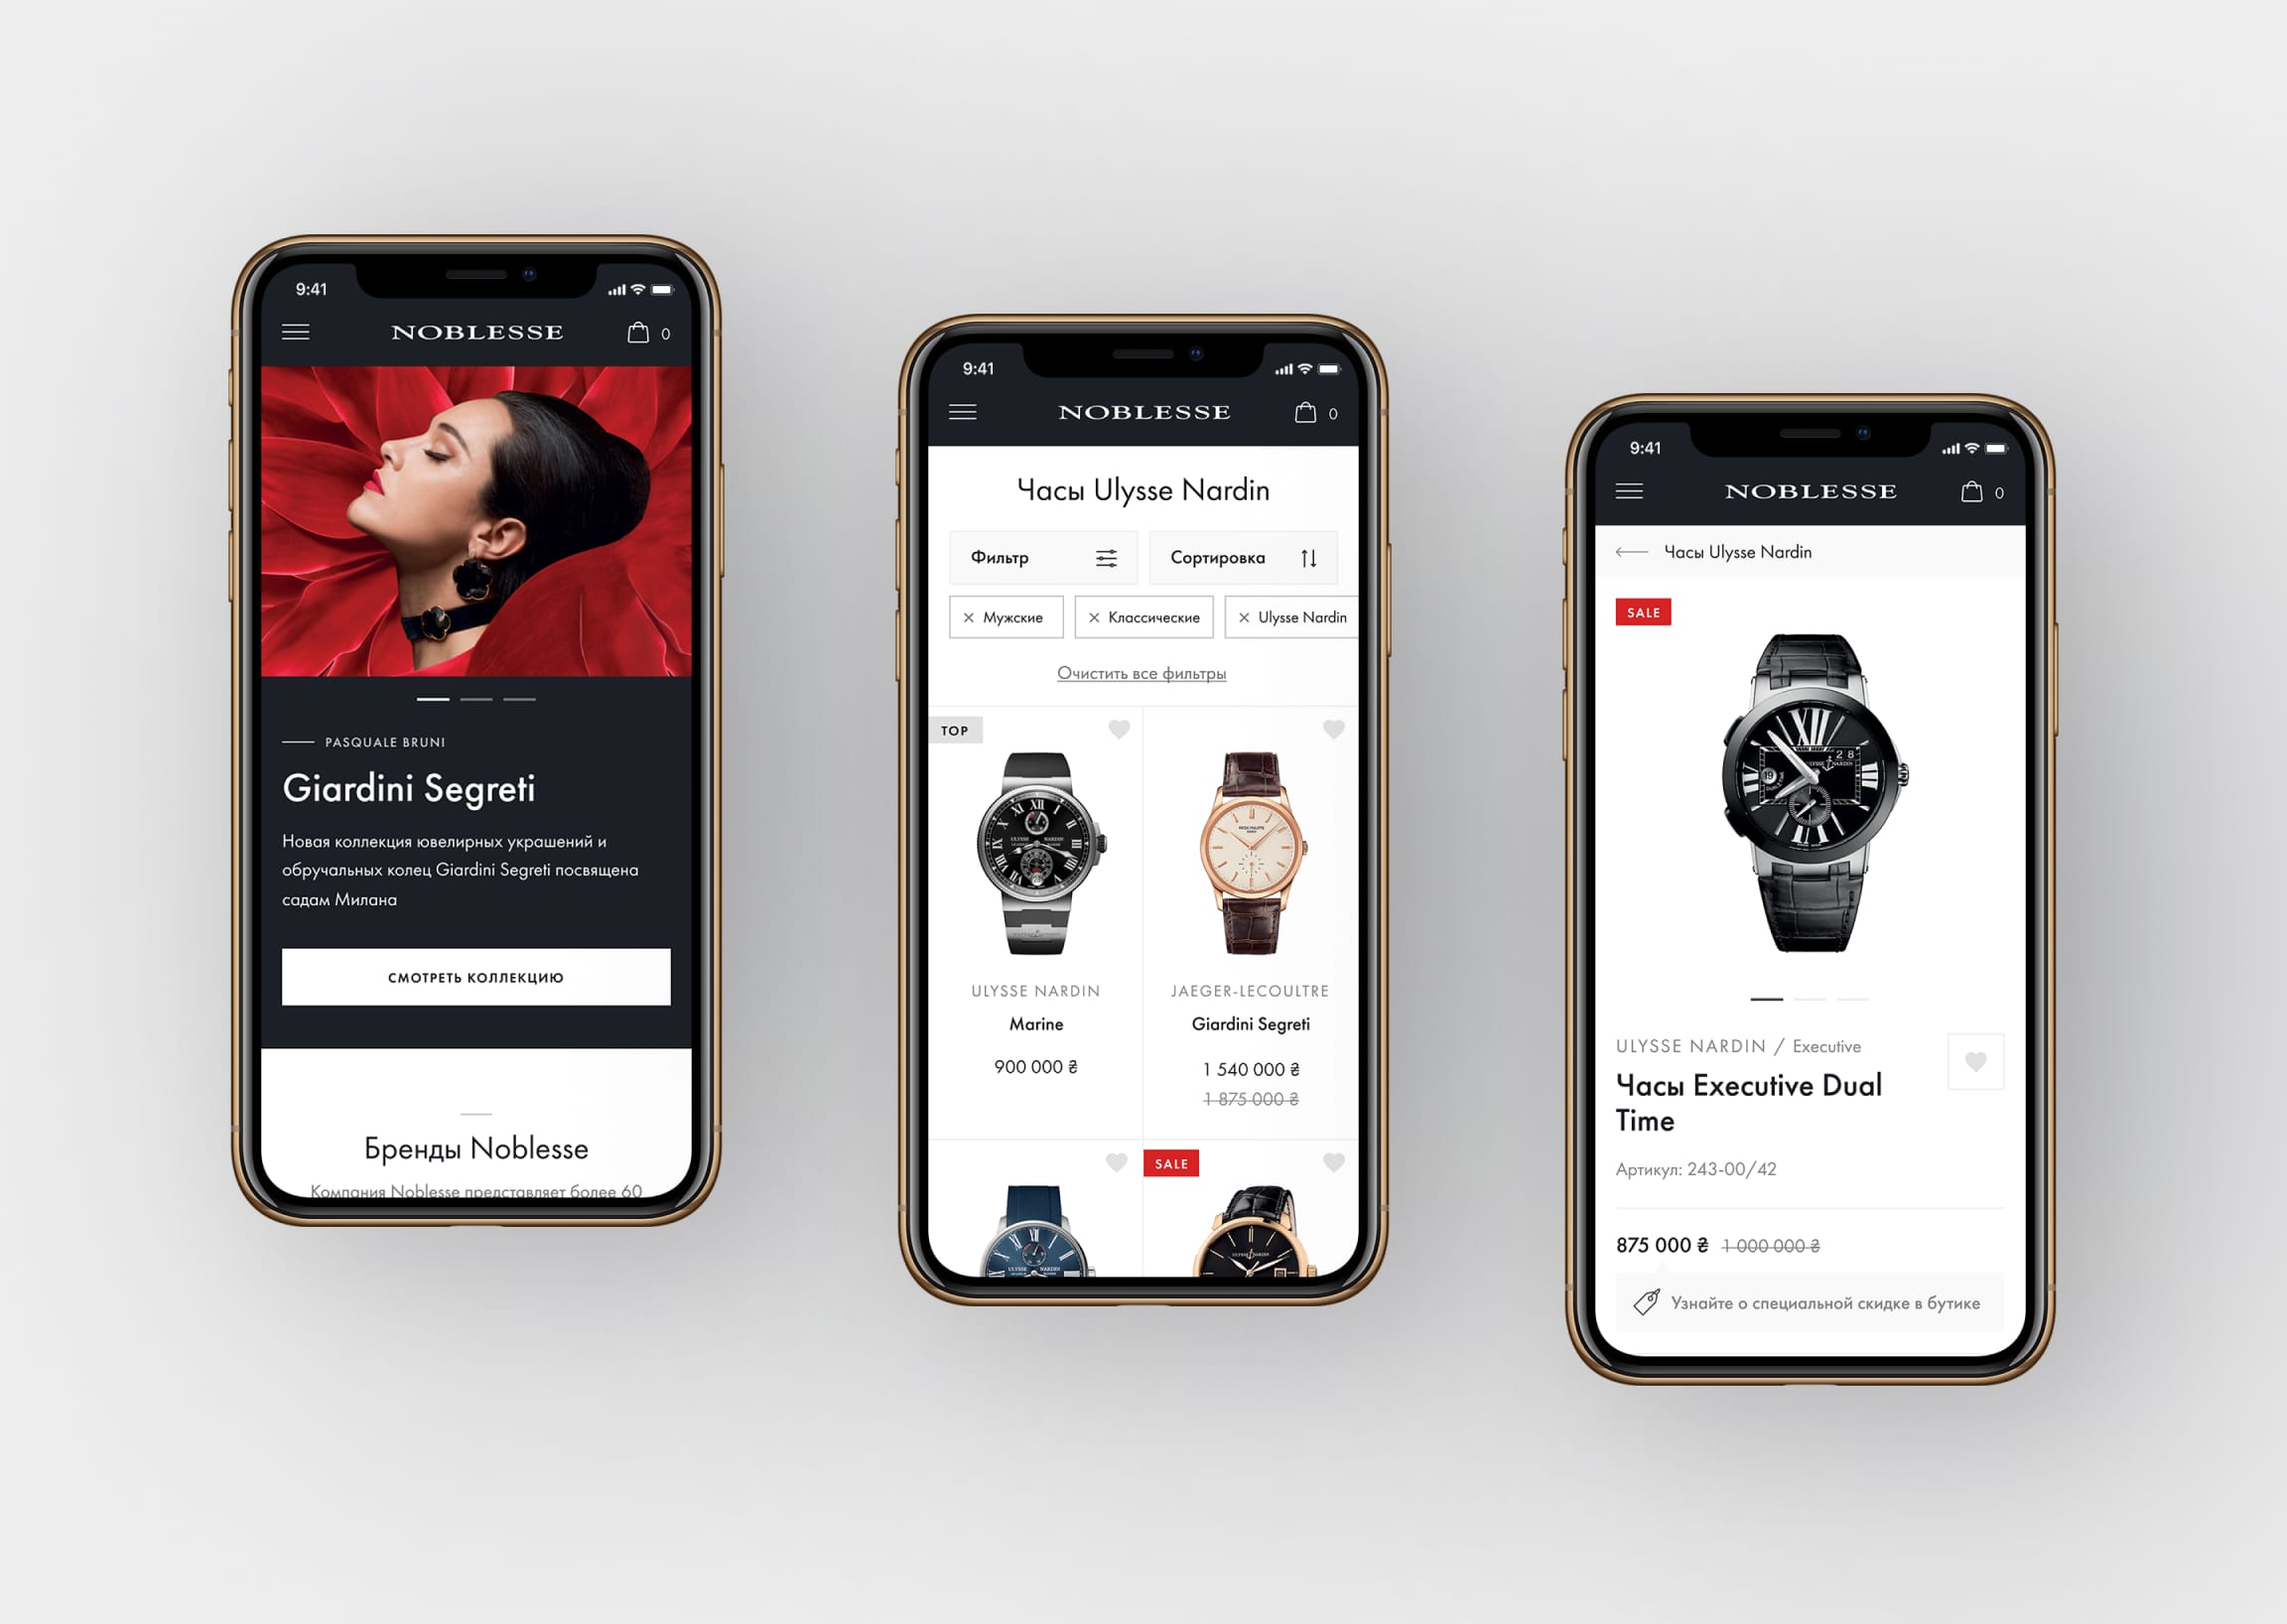 9:41
NOBLESSE
0
PASQUALE BRUNI
Giardini Segreti
Новая коллекция ювелирных украшений и
обручальных колец Giardini Segreti посвящена
садам Милана
СМОТРЕТЬ КОЛЛЕКЦИЮ
Бренды Noblesse
Компания Noblesse представляет более 60
9:41
NOBLESSE
0
Часы Ulysse Nardin
Фильтр
Сортировка
× Мужские
× Классические
× Ulysse Nardin
Очистить все фильтры
TOP
ULYSSE NARDIN
Marine
900 000 ₴
JAEGER-LECOULTRE
Giardini Segreti
1 540 000 ₴
1 875 000 ₴
SALE
9:41
NOBLESSE
0
Часы Ulysse Nardin
SALE
ULYSSE NARDIN / Executive
Часы Executive Dual
Time
Артикул: 243-00/42
875 000 ₴ 1 000 000 ₴
Узнайте о специальной скидке в бутике